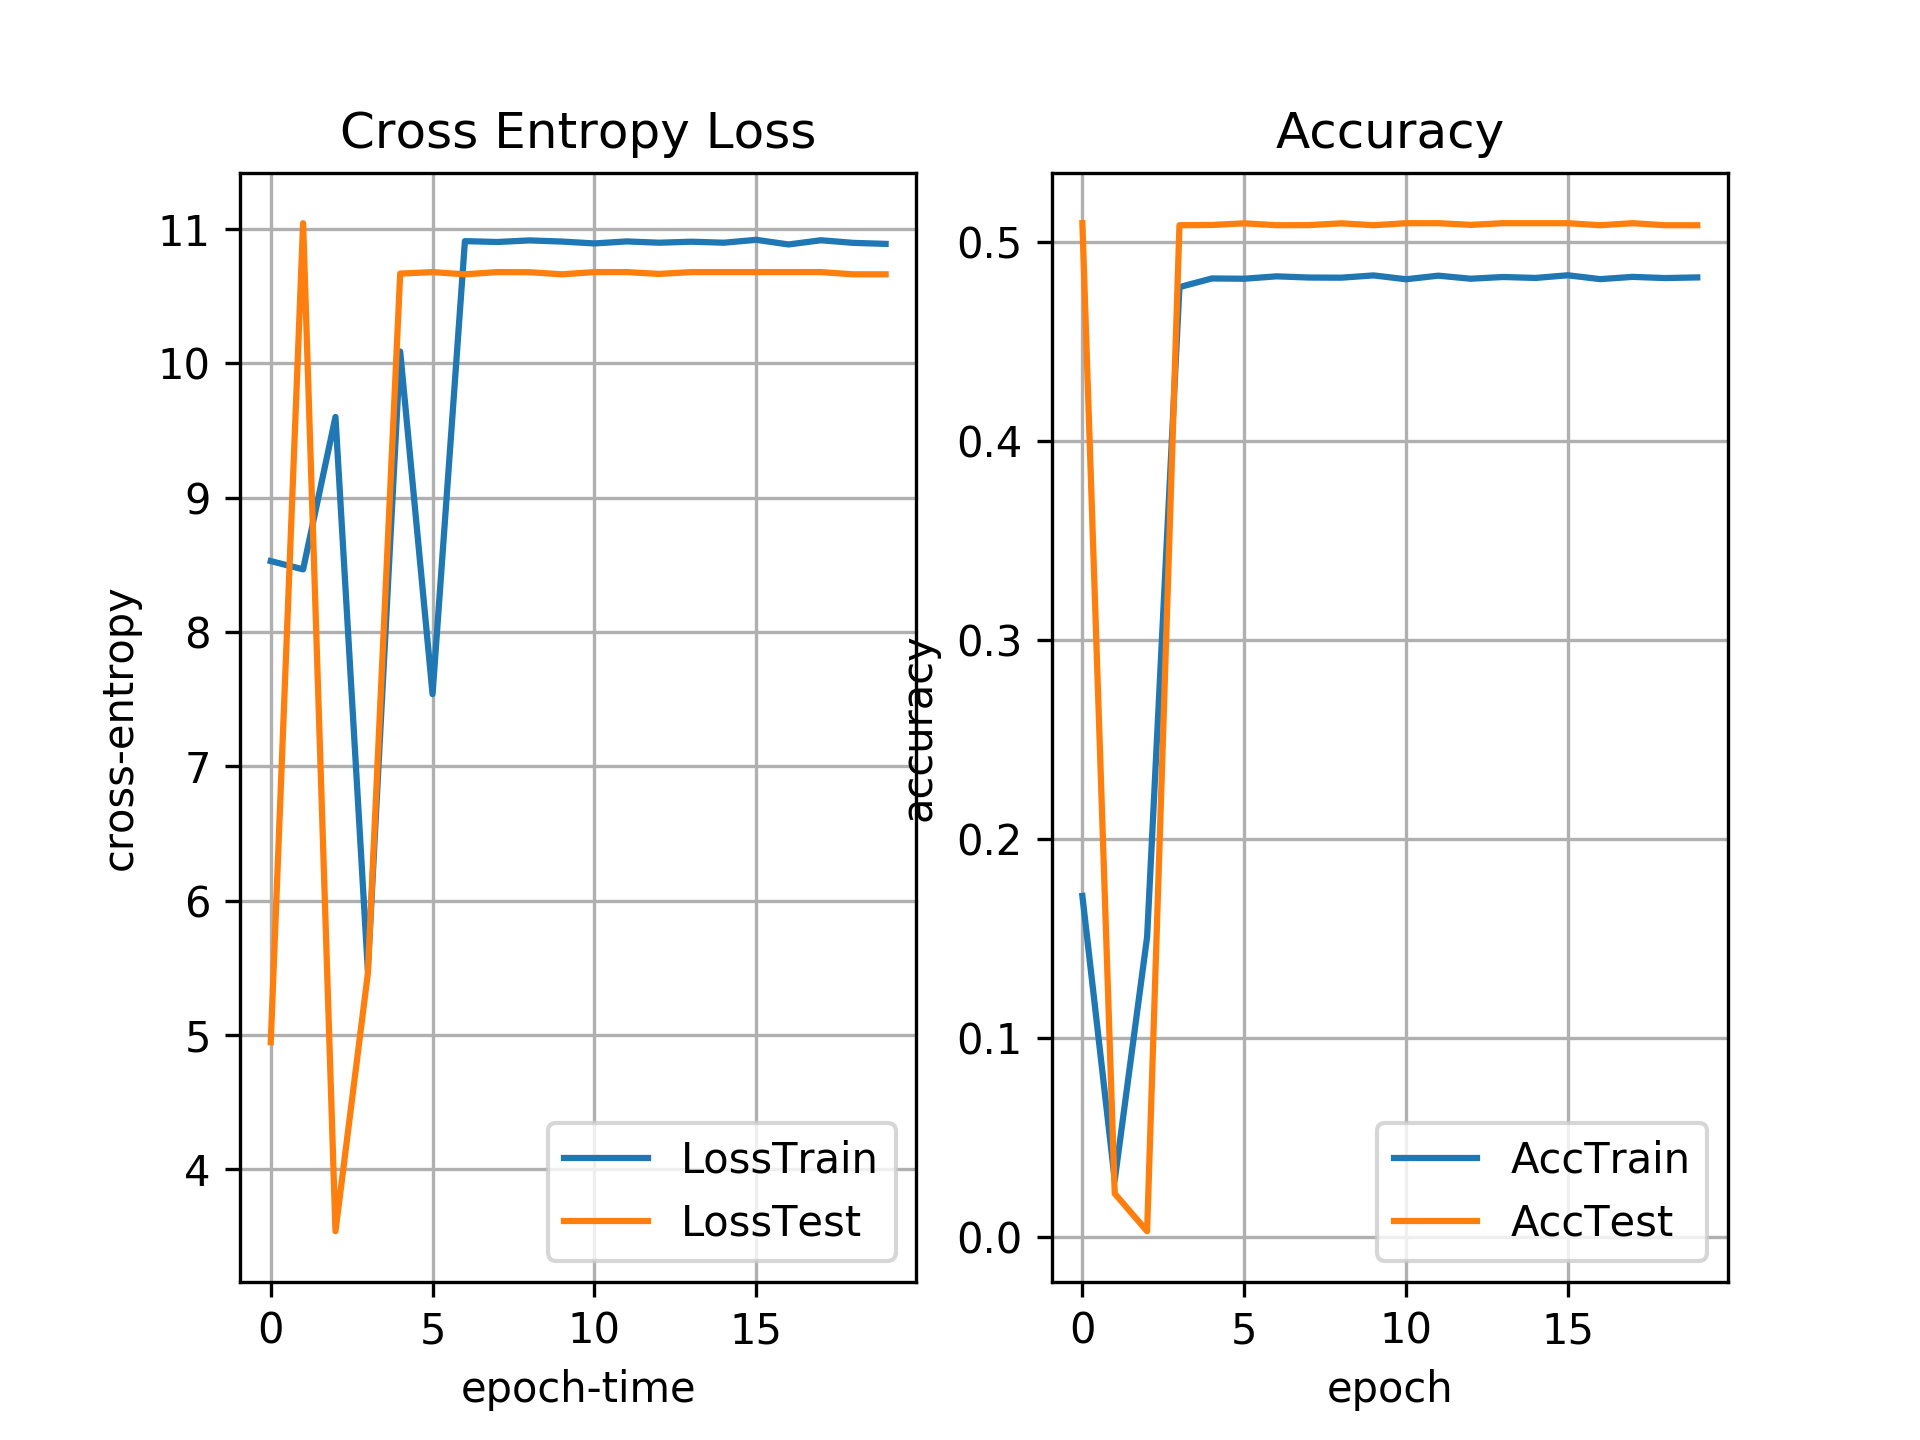 Cross Entropy Loss
cross-entropy
11
10
9
8
7
6
5
4
0 5 10 15
epoch-time
LossTrain
LossTest
Accuracy
accuracy
0.5
0.4
0.3
0.2
0.1
0.0
0 5 10 15
epoch
AccTrain
AccTest